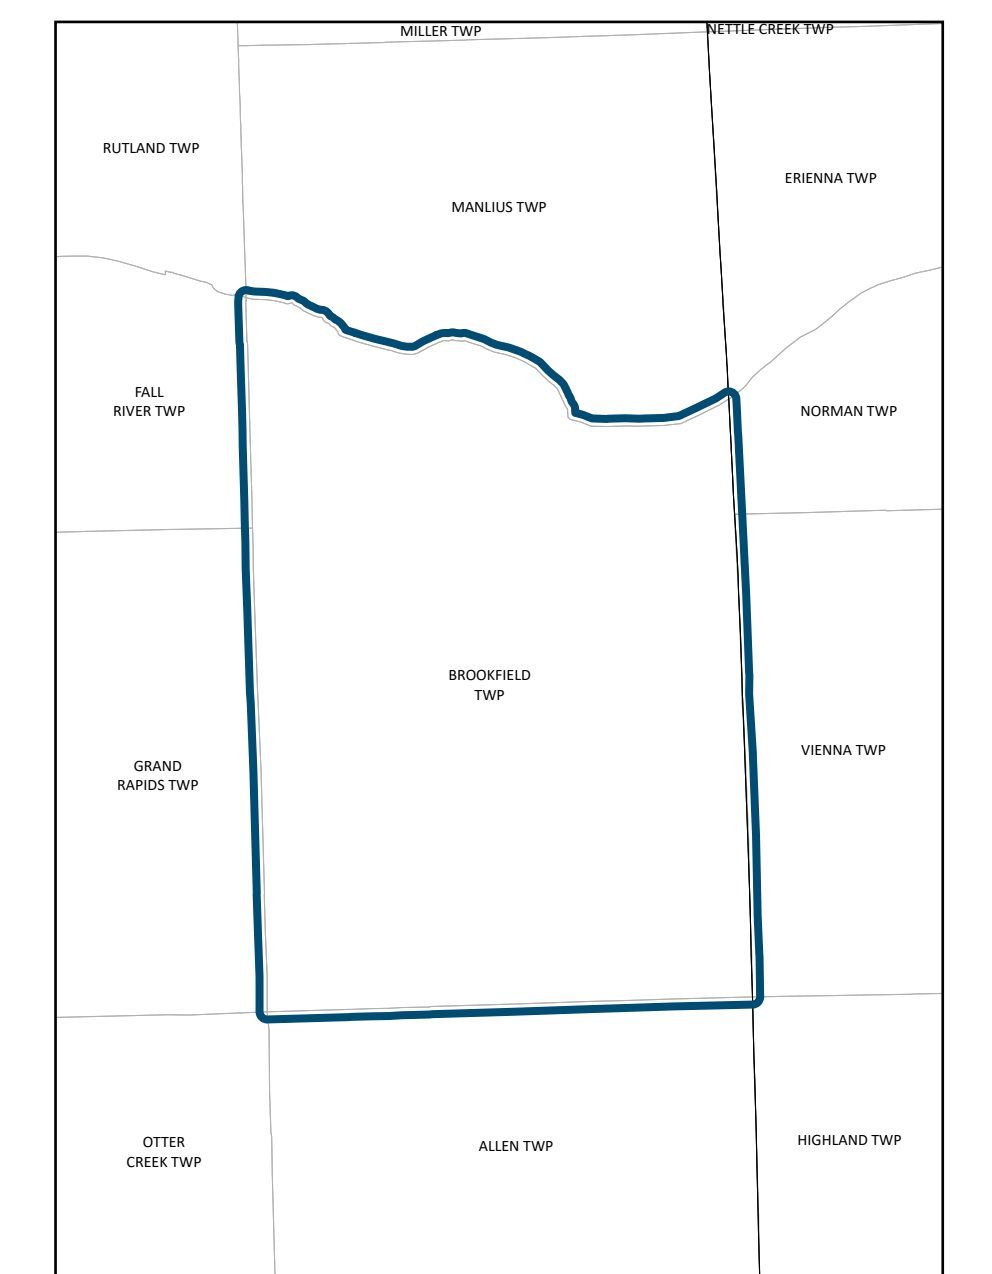 MILLER TWP
NETTLE CREEK TWP
RUTLAND TWP
ERIENNA TWP
MANLIUS TWP
FALL
RIVER TWP
NORMAN TWP
BROOKFIELD
TWP
VIENNA TWP
GRAND
RAPIDS TWP
OTTER
CREEK TWP
ALLEN TWP
HIGHLAND TWP